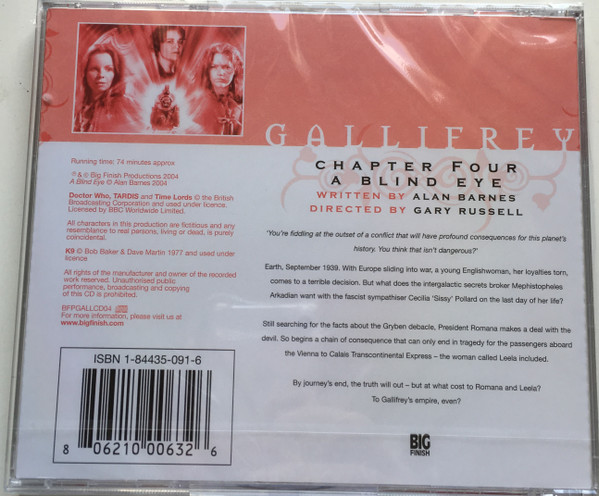 GALLIFREY
CHAPTER FOUR
A BLIND EYE
WRITTEN BY ALAN BARNES
DIRECTED BY GARY RUSSELL
Running time: 74 minutes approx
℗ & © Big Finish Productions 2004
A Blind Eye © Alan Barnes 2004
Doctor Who, TARDIS and Time Lords © the British
Broadcasting Corporation and used under licence.
Licensed by BBC Worldwide Limited.
All characters in this production are fictitious and any
resemblance to real persons, living or dead, is purely
coincidental.
K9 © Bob Baker & Dave Martin 1977 and used under
licence
All rights of the manufacturer and owner of the recorded
work reserved. Unauthorised public
performance, broadcasting and copying
of this CD is prohibited.
BFPGALLCD04
For more information, please visit us at
www.bigfinish.com
ISBN 1-84435-091-6
8 06210 00632 6
'You're fiddling at the outset of a conflict that will have profound consequences for this planet's
history. You think that isn't dangerous?'
Earth, September 1939. With Europe sliding into war, a young Englishwoman, her loyalties torn,
comes to a terrible decision. But what does the intergalactic secrets broker Mephistopheles
Arkadian want with the fascist sympathiser Cecilia 'Sissy' Pollard on the last day of her life?
Still searching for the facts about the Gryben debacle, President Romana makes a deal with the
devil. So begins a chain of consequence that can only end in tragedy for the passengers aboard
the Vienna to Calais Transcontinental Express – the woman called Leela included.
By journey's end, the truth will out – but at what cost to Romana and Leela?
To Gallifrey's empire, even?
BIG
FINISH